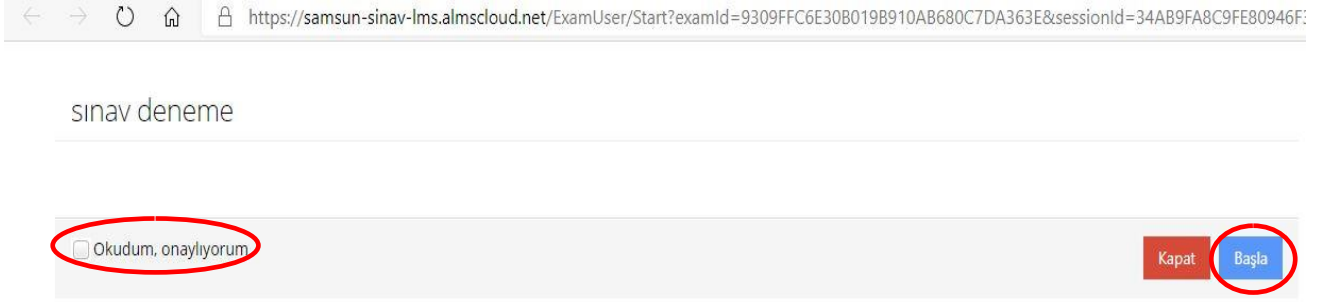 https://samsun-sinav-lms.almscloud.net/ExamUser/Start?examId=9309FFC6E30B019B910AB680C7DA363E&sessionId=34AB9FA8C9FE80946F
sınav deneme
Okudum, onaylıyorum
Kapat Başla